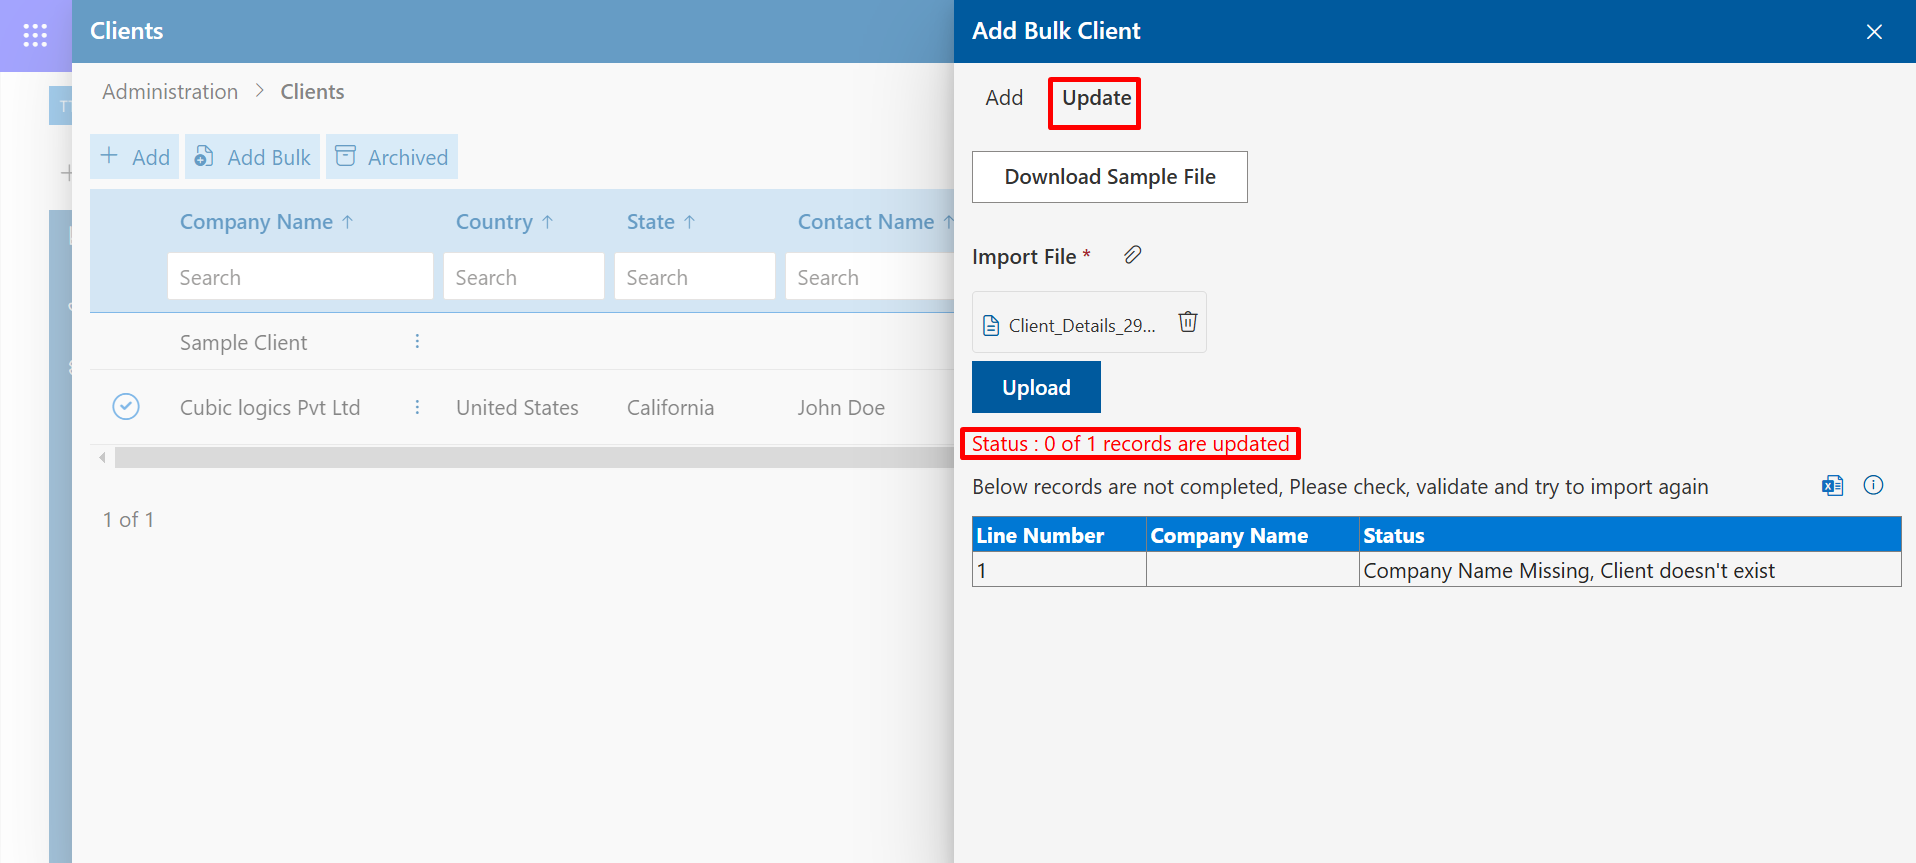 Clients
Administration > Clients
Add
Add Bulk
Archived
Company Name ↑
Country ↑
State ↑
Contact Name ↑
Search
Search
Search
Search
Sample Client
Cubic logics Pvt Ltd
United States
California
John Doe
1 of 1
Add Bulk Client
Add
Update
Download Sample File
Import File *
Client_Details_29...
Upload
Status : 0 of 1 records are updated
Below records are not completed, Please check, validate and try to import again
Line Number
Company Name
Status
1
Company Name Missing, Client doesn't exist